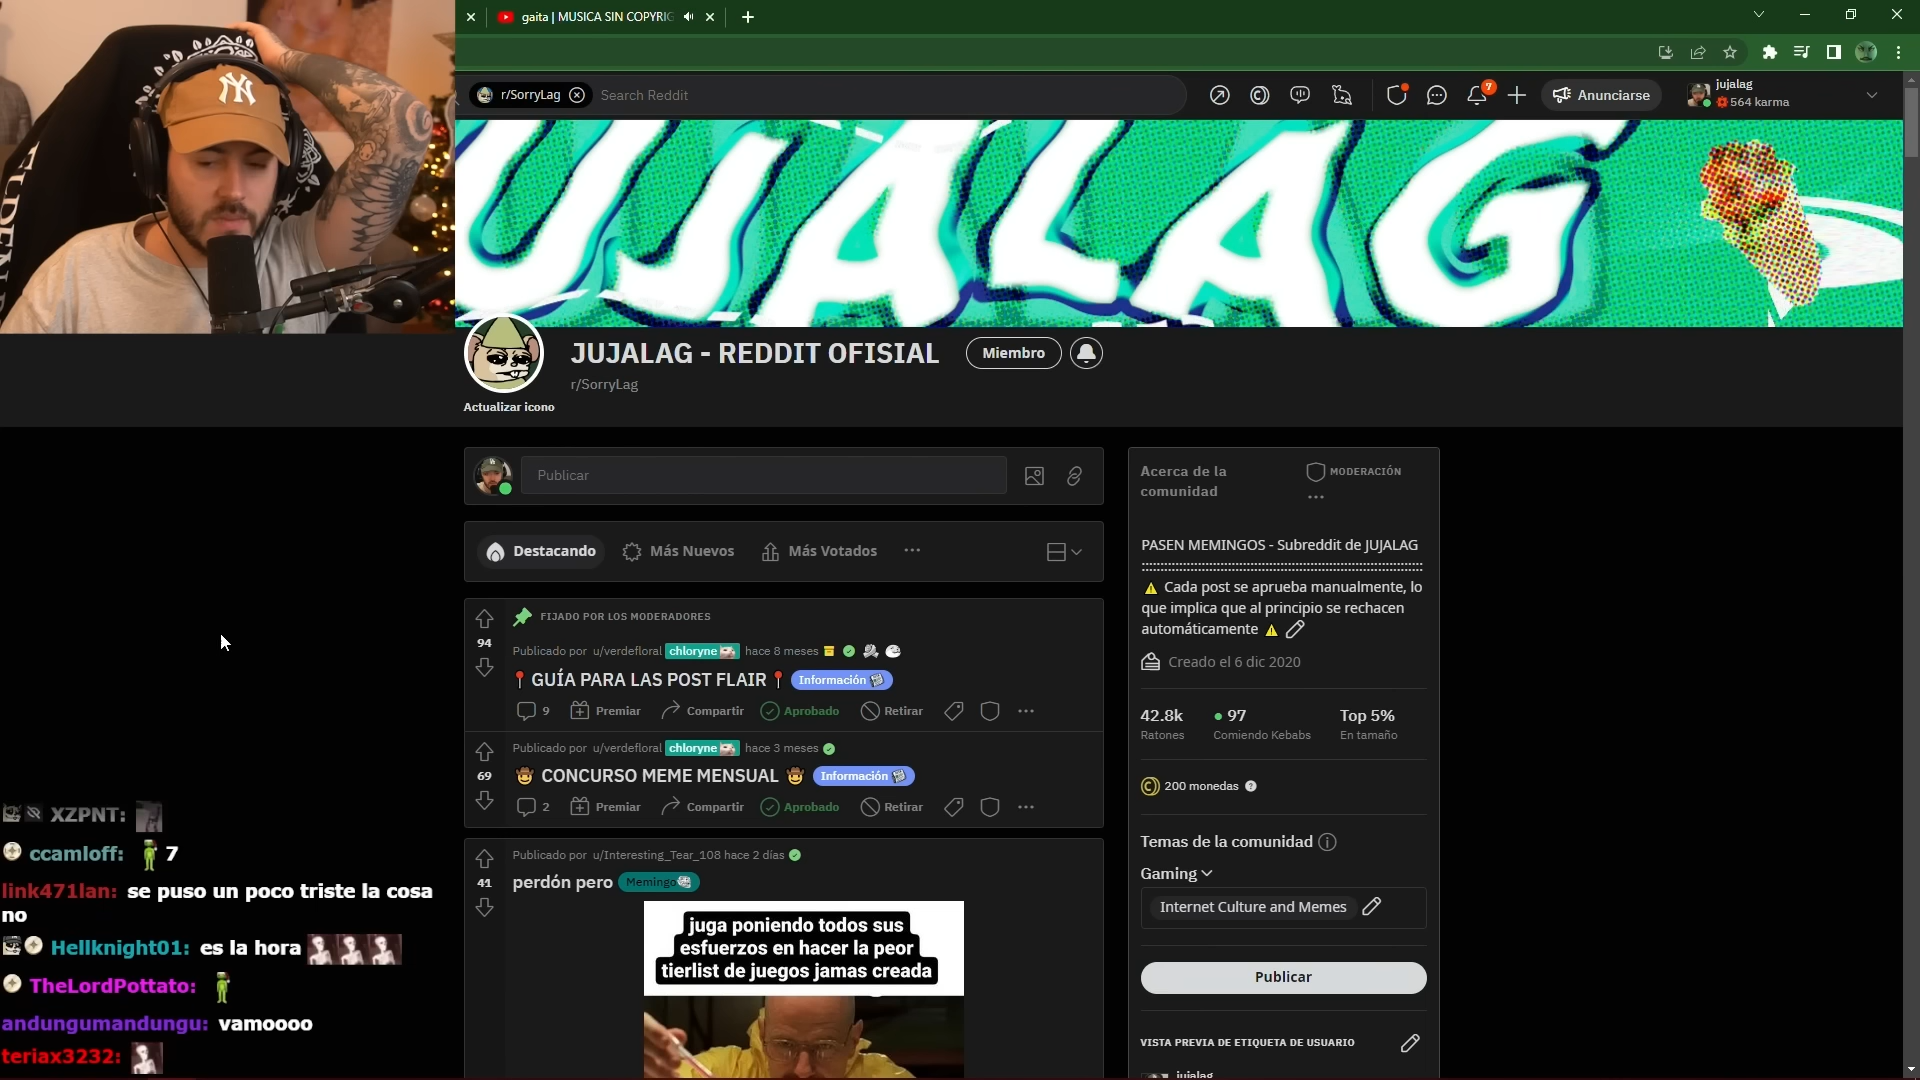 gaita | MUSICA SIN COPYRIG
r/SorryLag
Search Reddit
7
Anunciarse
jujalag
564 karma
NY
JUJALAG
JUJALAG - REDDIT OFISIAL
Miembro
r/SorryLag
Actualizar icono
Publicar
Destacando
Más Nuevos
Más Votados
94
FIJADO POR LOS MODERADORES
Publicado por u/verdefloral chloryne hace 8 meses
GUÍA PARA LAS POST FLAIR
Información
9
Premiar
Compartir
Aprobado
Retirar
69
Publicado por u/verdefloral chloryne hace 3 meses
CONCURSO MEME MENSUAL
Información
2
Premiar
Compartir
Aprobado
Retirar
41
Publicado por u/Interesting_Tear_108 hace 2 días
perdón pero
Memingo
juga poniendo todos sus
esfuerzos en hacer la peor
tierlist de juegos jamas creada
Acerca de la
comunidad
MODERACIÓN
PASEN MEMINGOS - Subreddit de JUJALAG
Cada post se aprueba manualmente, lo
que implica que al principio se rechacen
automáticamente
Creado el 6 dic 2020
42.8k
Ratones
97
Comiendo Kebabs
Top 5%
En tamaño
200 monedas
Temas de la comunidad
Gaming
Internet Culture and Memes
Publicar
VISTA PREVIA DE ETIQUETA DE USUARIO
jujalag
XZPNT:
ccamloff: 7
link471lan: se puso un poco triste la cosa
no
Hellknight01: es la hora
TheLordPottato:
andungumandungu: vamoooo
teriax3232: